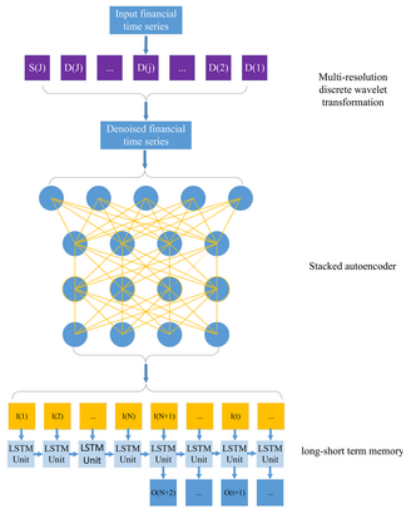 Input financial
time series
S(J) D(J) ... D(j) ... D(2) D(1)
Multi-resolution
discrete wavelet
transformation
Denoised financial
time series
Stacked autoencoder
I(1) I(2) ... I(N) I(N+1) ... I(t) ...
LSTM LSTM LSTM LSTM LSTM LSTM LSTM LSTM
Unit Unit Unit Unit Unit Unit Unit Unit
long-short term memory
O(N+2) ... O(t+1) ...